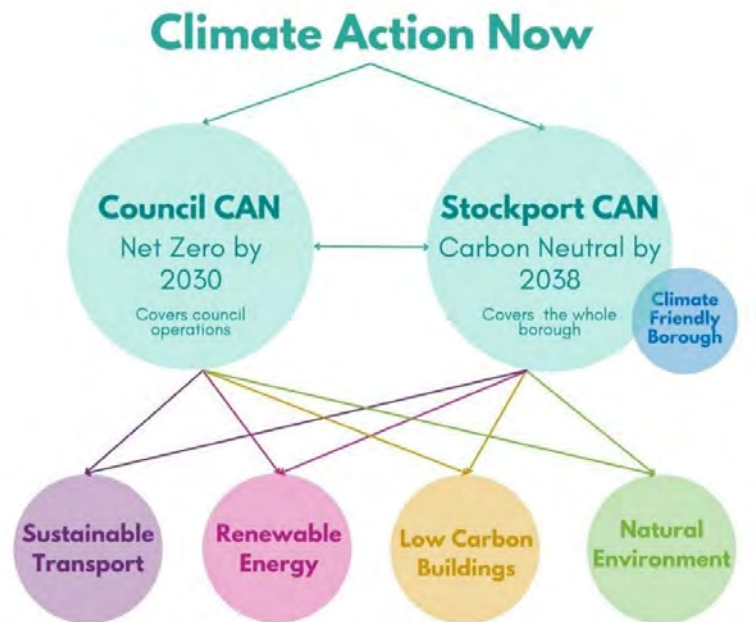 Climate Action Now
Council CAN
Net Zero by
2030
Covers council
operations
Stockport CAN
Carbon Neutral by
2038
Covers the whole
borough
Climate
Friendly
Borough
Sustainable
Transport
Renewable
Energy
Low Carbon
Buildings
Natural
Environment